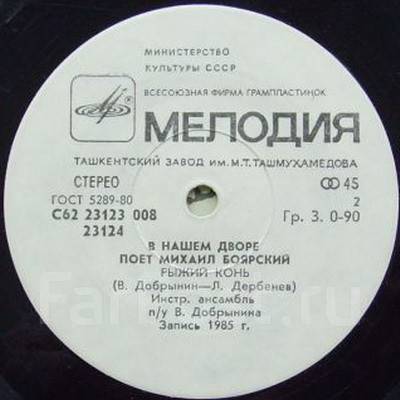 МИНИСТЕРСТВО
КУЛЬТУРЫ СССР
ВСЕСОЮЗНАЯ ФИРМА ГРАМПЛАСТИНОК
МЕЛОДИЯ
ТАШКЕНТСКИЙ ЗАВОД ИМ. М.Т. ТАШМУХАМЕДОВА
СТЕРЕО
45
ГОСТ 5289-80
2
С62 23123 008
Гр. 3. 0-90
23124
В НАШЕМ ДВОРЕ
ПОЕТ МИХАИЛ БОЯРСКИЙ
РЫЖИЙ КОНЬ
(В. Добрынин—Л. Дербенев)
Инстр. ансамбль
п/у В. Добрынина
Запись 1985 г.